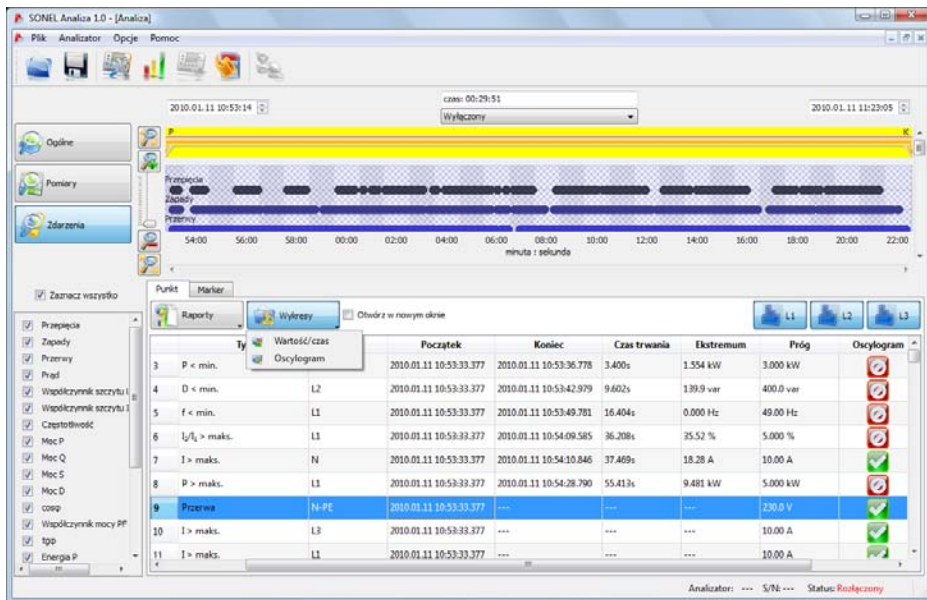 SONEL Analiza 1.0 - [Analiza]
Plik Analizator Opcje Pomoc
2010.01.11 10:53:14
czas: 00:29:51
Wyłączony
2010.01.11 11:23:05
P K
Ogólne
Pomiary
Zdarzenia
Przepięcia
Zapady
Przerwy
54:00 56:00 58:00 00:00 02:00 04:00 06:00 08:00 10:00 12:00 14:00 16:00 18:00 20:00 22:00
minuta : sekunda
Zaznacz wszystko
Przepięcia
Zapady
Przerwy
Prąd
Współczynnik szczytu
Współczynnik szczytu
Częstotliwość
Moc P
Moc Q
Moc S
Moc D
cosφ
Współczynnik mocy PF
tgφ
Energia P
Punkt Marker
Raporty Wykresy Otwórz w nowym oknie L1 L2 L3
Wartość/czas
Oscylogram
Ty Początek Koniec Czas trwania Ekstremum Próg Oscylogram
3 P < min. 2010.01.11 10:53:33.377 2010.01.11 10:53:36.778 3.400s 1.554 kW 3.000 kW
4 D < min. L2 2010.01.11 10:53:33.377 2010.01.11 10:53:42.979 9.602s 139.9 var 400.0 var
5 f < min. L1 2010.01.11 10:53:33.377 2010.01.11 10:53:49.781 16.404s 0.000 Hz 49.00 Hz
6 I₂/I₁ > maks. L1 2010.01.11 10:53:33.377 2010.01.11 10:54:09.585 36.208s 35.52 % 5.000 %
7 I > maks. N 2010.01.11 10:53:33.377 2010.01.11 10:54:10.846 37.469s 18.28 A 10.00 A
8 P > maks. L1 2010.01.11 10:53:33.377 2010.01.11 10:54:28.790 55.413s 9.481 kW 5.000 kW
9 Przerwa N-PE 2010.01.11 10:53:33.377 --- --- --- 230.0 V
10 I > maks. L3 2010.01.11 10:53:33.377 --- --- --- 10.00 A
11 I > maks. L1 2010.01.11 10:53:33.377 --- --- --- 10.00 A
Analizator: --- S/N: --- Status: Rozłączony